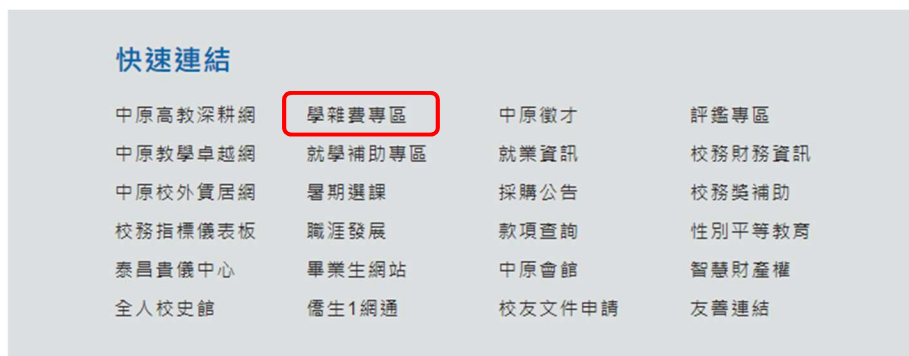 快速連結
中原高教深耕網 學雜費專區 中原徵才 評鑑專區
中原教學卓越網 就學補助專區 就業資訊 校務財務資訊
中原校外賃居網 暑期選課 採購公告 校務獎補助
校務指標儀表板 職涯發展 款項查詢 性別平等教育
泰昌貴儀中心 畢業生網站 中原會館 智慧財產權
全人校史館 僑生1網通 校友文件申請 友善連結